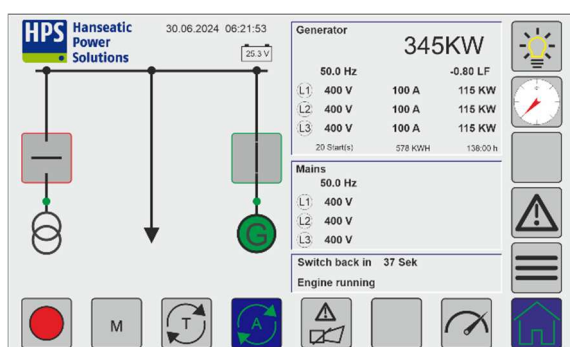 HPS Hanseatic Power Solutions
30.06.2024 06:21:53
25.3 V
Generator
345KW
50.0 Hz -0.80 LF
L1 400 V 100 A 115 KW
L2 400 V 100 A 115 KW
L3 400 V 100 A 115 KW
20 Start(s) 578 KWH 138:00 h
Mains
50.0 Hz
L1 400 V
L2 400 V
L3 400 V
Switch back in 37 Sek
Engine running
G
M
T
A